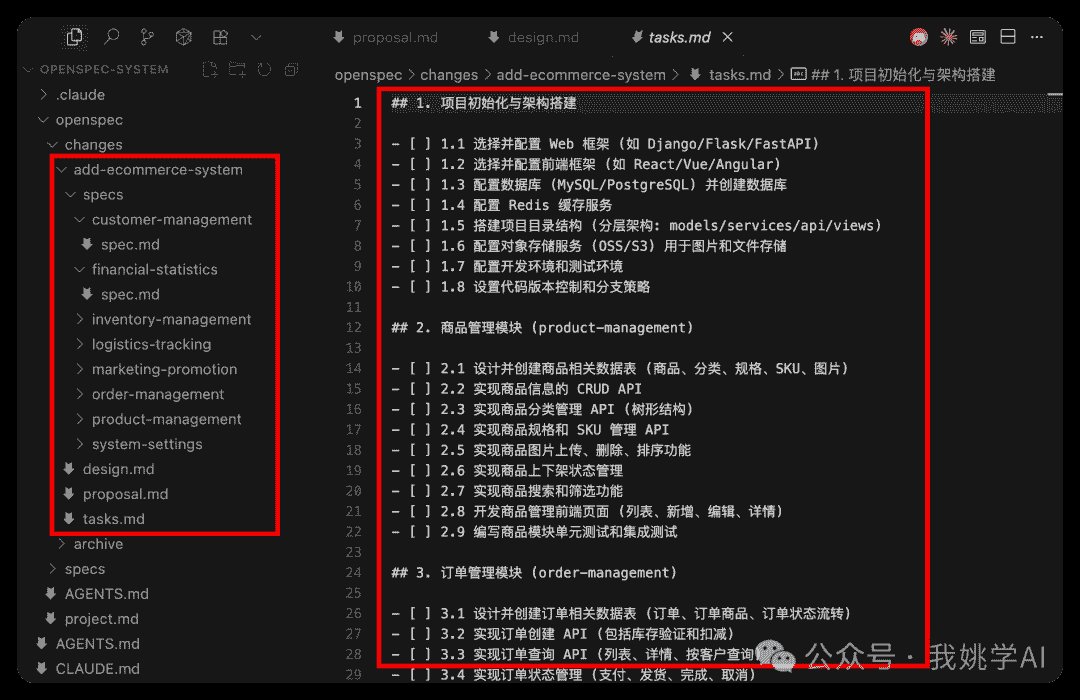 proposal.md
design.md
tasks.md
OPENSPEC-SYSTEM
openspec > changes > add-ecommerce-system > tasks.md > ## 1. 项目初始化与架构搭建
.claude
openspec
changes
add-ecommerce-system
specs
customer-management
spec.md
financial-statistics
spec.md
inventory-management
logistics-tracking
marketing-promotion
order-management
product-management
system-settings
design.md
proposal.md
tasks.md
archive
specs
AGENTS.md
project.md
AGENTS.md
CLAUDE.md
1 ## 1. 项目初始化与架构搭建
2
3 - [ ] 1.1 选择并配置 Web 框架 (如 Django/Flask/FastAPI)
4 - [ ] 1.2 选择并配置前端框架 (如 React/Vue/Angular)
5 - [ ] 1.3 配置数据库 (MySQL/PostgreSQL) 并创建数据库
6 - [ ] 1.4 配置 Redis 缓存服务
7 - [ ] 1.5 搭建项目目录结构 (分层架构: models/services/api/views)
8 - [ ] 1.6 配置对象存储服务 (OSS/S3) 用于图片和文件存储
9 - [ ] 1.7 配置开发环境和测试环境
10 - [ ] 1.8 设置代码版本控制和分支策略
11
12 ## 2. 商品管理模块 (product-management)
13
14 - [ ] 2.1 设计并创建商品相关数据表 (商品、分类、规格、SKU、图片)
15 - [ ] 2.2 实现商品信息的 CRUD API
16 - [ ] 2.3 实现商品分类管理 API (树形结构)
17 - [ ] 2.4 实现商品规格和 SKU 管理 API
18 - [ ] 2.5 实现商品图片上传、删除、排序功能
19 - [ ] 2.6 实现商品上下架状态管理
20 - [ ] 2.7 实现商品搜索和筛选功能
21 - [ ] 2.8 开发商品管理前端页面 (列表、新增、编辑、详情)
22 - [ ] 2.9 编写商品模块单元测试和集成测试
23
24 ## 3. 订单管理模块 (order-management)
25
26 - [ ] 3.1 设计并创建订单相关数据表 (订单、订单商品、订单状态流转)
27 - [ ] 3.2 实现订单创建 API (包括库存验证和扣减)
28 - [ ] 3.3 实现订单查询 API (列表、详情、按客户查询
29 - [ ] 3.4 实现订单状态管理 (支付、发货、完成、取消)
公众号 · 我姚学AI